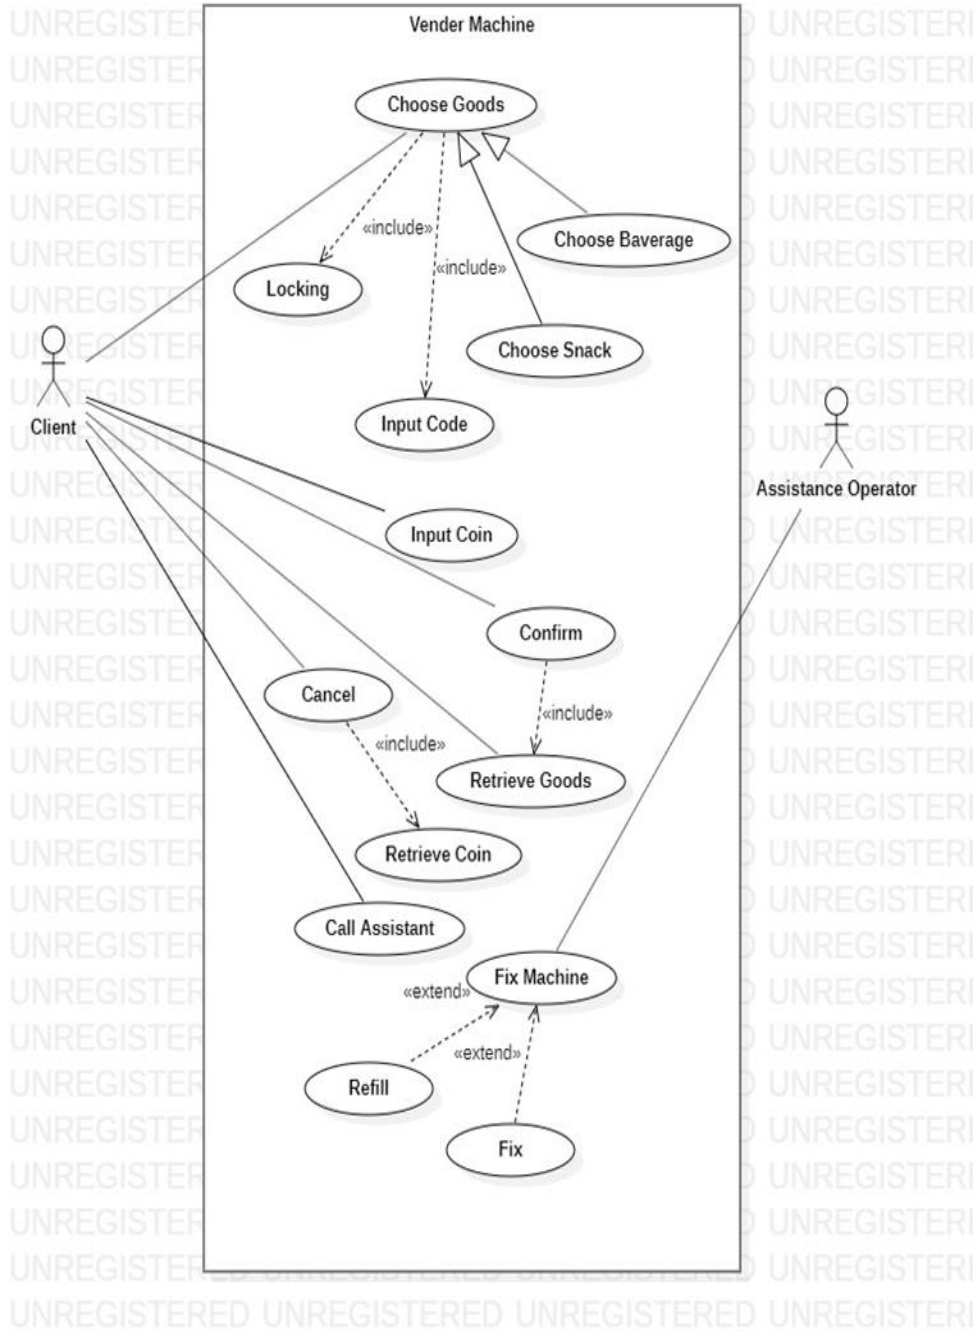 Vender Machine
Choose Goods
«include»
Choose Baverage
«include»
Locking
Choose Snack
Client
Input Code
Assistance Operator
Input Coin
Confirm
Cancel
«include»
«include»
Retrieve Goods
Retrieve Coin
Call Assistant
Fix Machine
«extend»
«extend»
Refill
Fix
UNREGISTERED UNREGISTERED UNREGISTERED UNREGISTERED